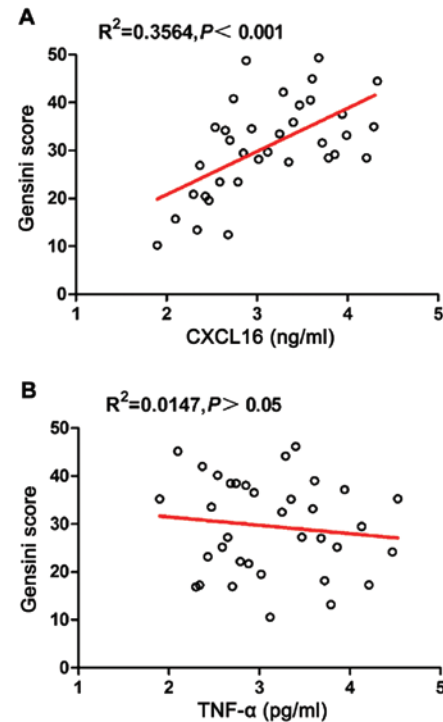 A
R²=0.3564,P< 0.001
50
40
30
20
10
0
Gensini score
1 2 3 4 5
CXCL16 (ng/ml)
B
R²=0.0147,P> 0.05
50
40
30
20
10
0
Gensini score
1 2 3 4 5
TNF-α (pg/ml)